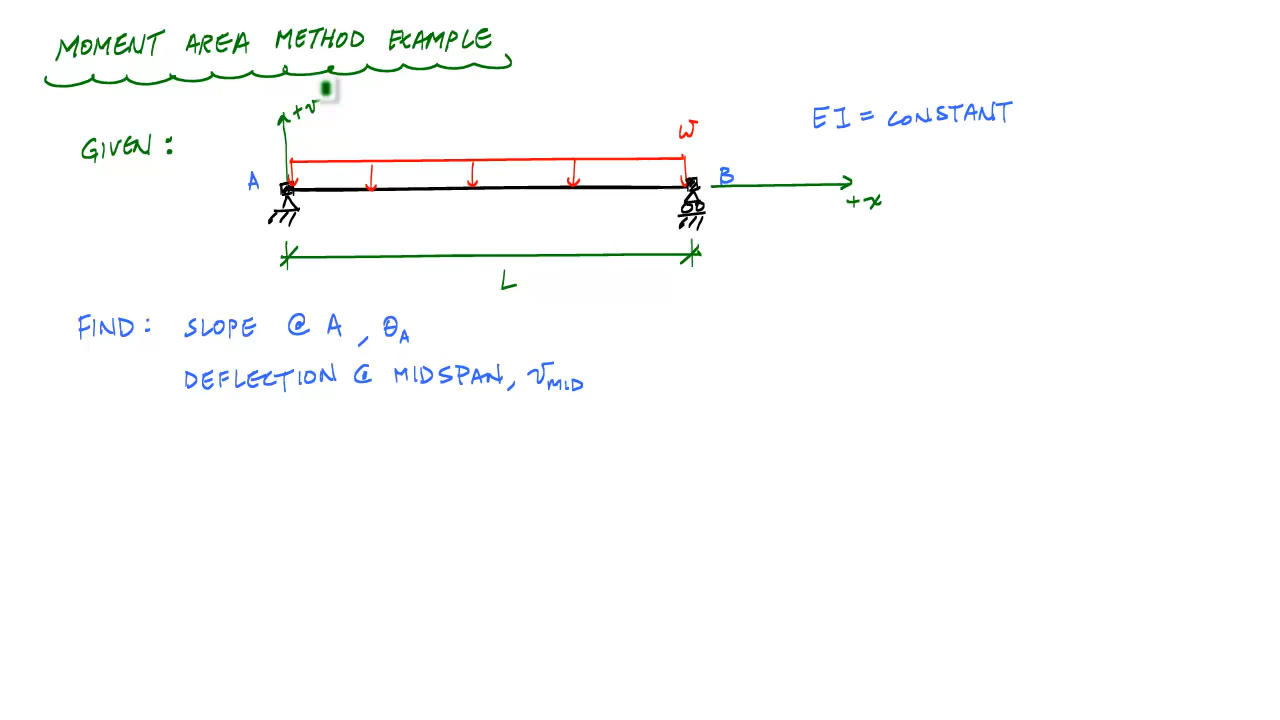 MOMENT AREA METHOD EXAMPLE
+v
EI = CONSTANT
GIVEN:
W
A
B
+x
L
FIND: SLOPE @ A, θA
DEFLECTION @ MIDSPAN, vMID